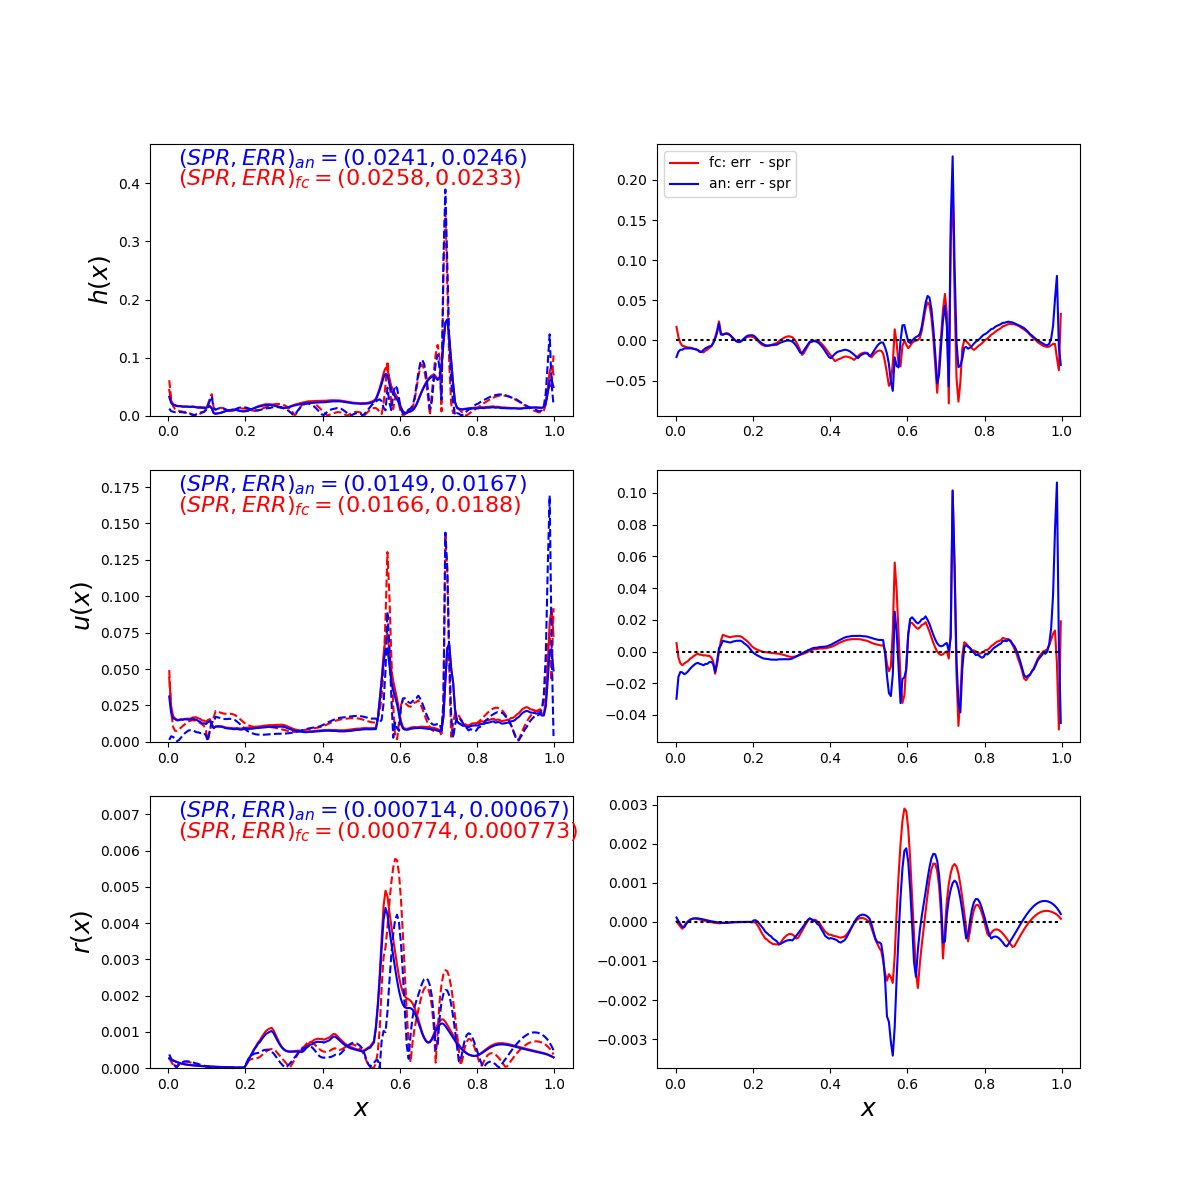 (SPR, ERR)an = (0.0241, 0.0246)
(SPR, ERR)fc = (0.0258, 0.0233)
h(x)
0.4
0.3
0.2
0.1
0.0
0.0 0.2 0.4 0.6 0.8 1.0
fc: err - spr
an: err - spr
0.20
0.15
0.10
0.05
0.00
−0.05
0.0 0.2 0.4 0.6 0.8 1.0
(SPR, ERR)an = (0.0149, 0.0167)
(SPR, ERR)fc = (0.0166, 0.0188)
u(x)
0.175
0.150
0.125
0.100
0.075
0.050
0.025
0.000
0.0 0.2 0.4 0.6 0.8 1.0
0.10
0.08
0.06
0.04
0.02
0.00
−0.02
−0.04
0.0 0.2 0.4 0.6 0.8 1.0
(SPR, ERR)an = (0.000714, 0.00067)
(SPR, ERR)fc = (0.000774, 0.000773)
r(x)
0.007
0.006
0.005
0.004
0.003
0.002
0.001
0.000
0.0 0.2 0.4 0.6 0.8 1.0
x
0.003
0.002
0.001
0.000
−0.001
−0.002
−0.003
0.0 0.2 0.4 0.6 0.8 1.0
x